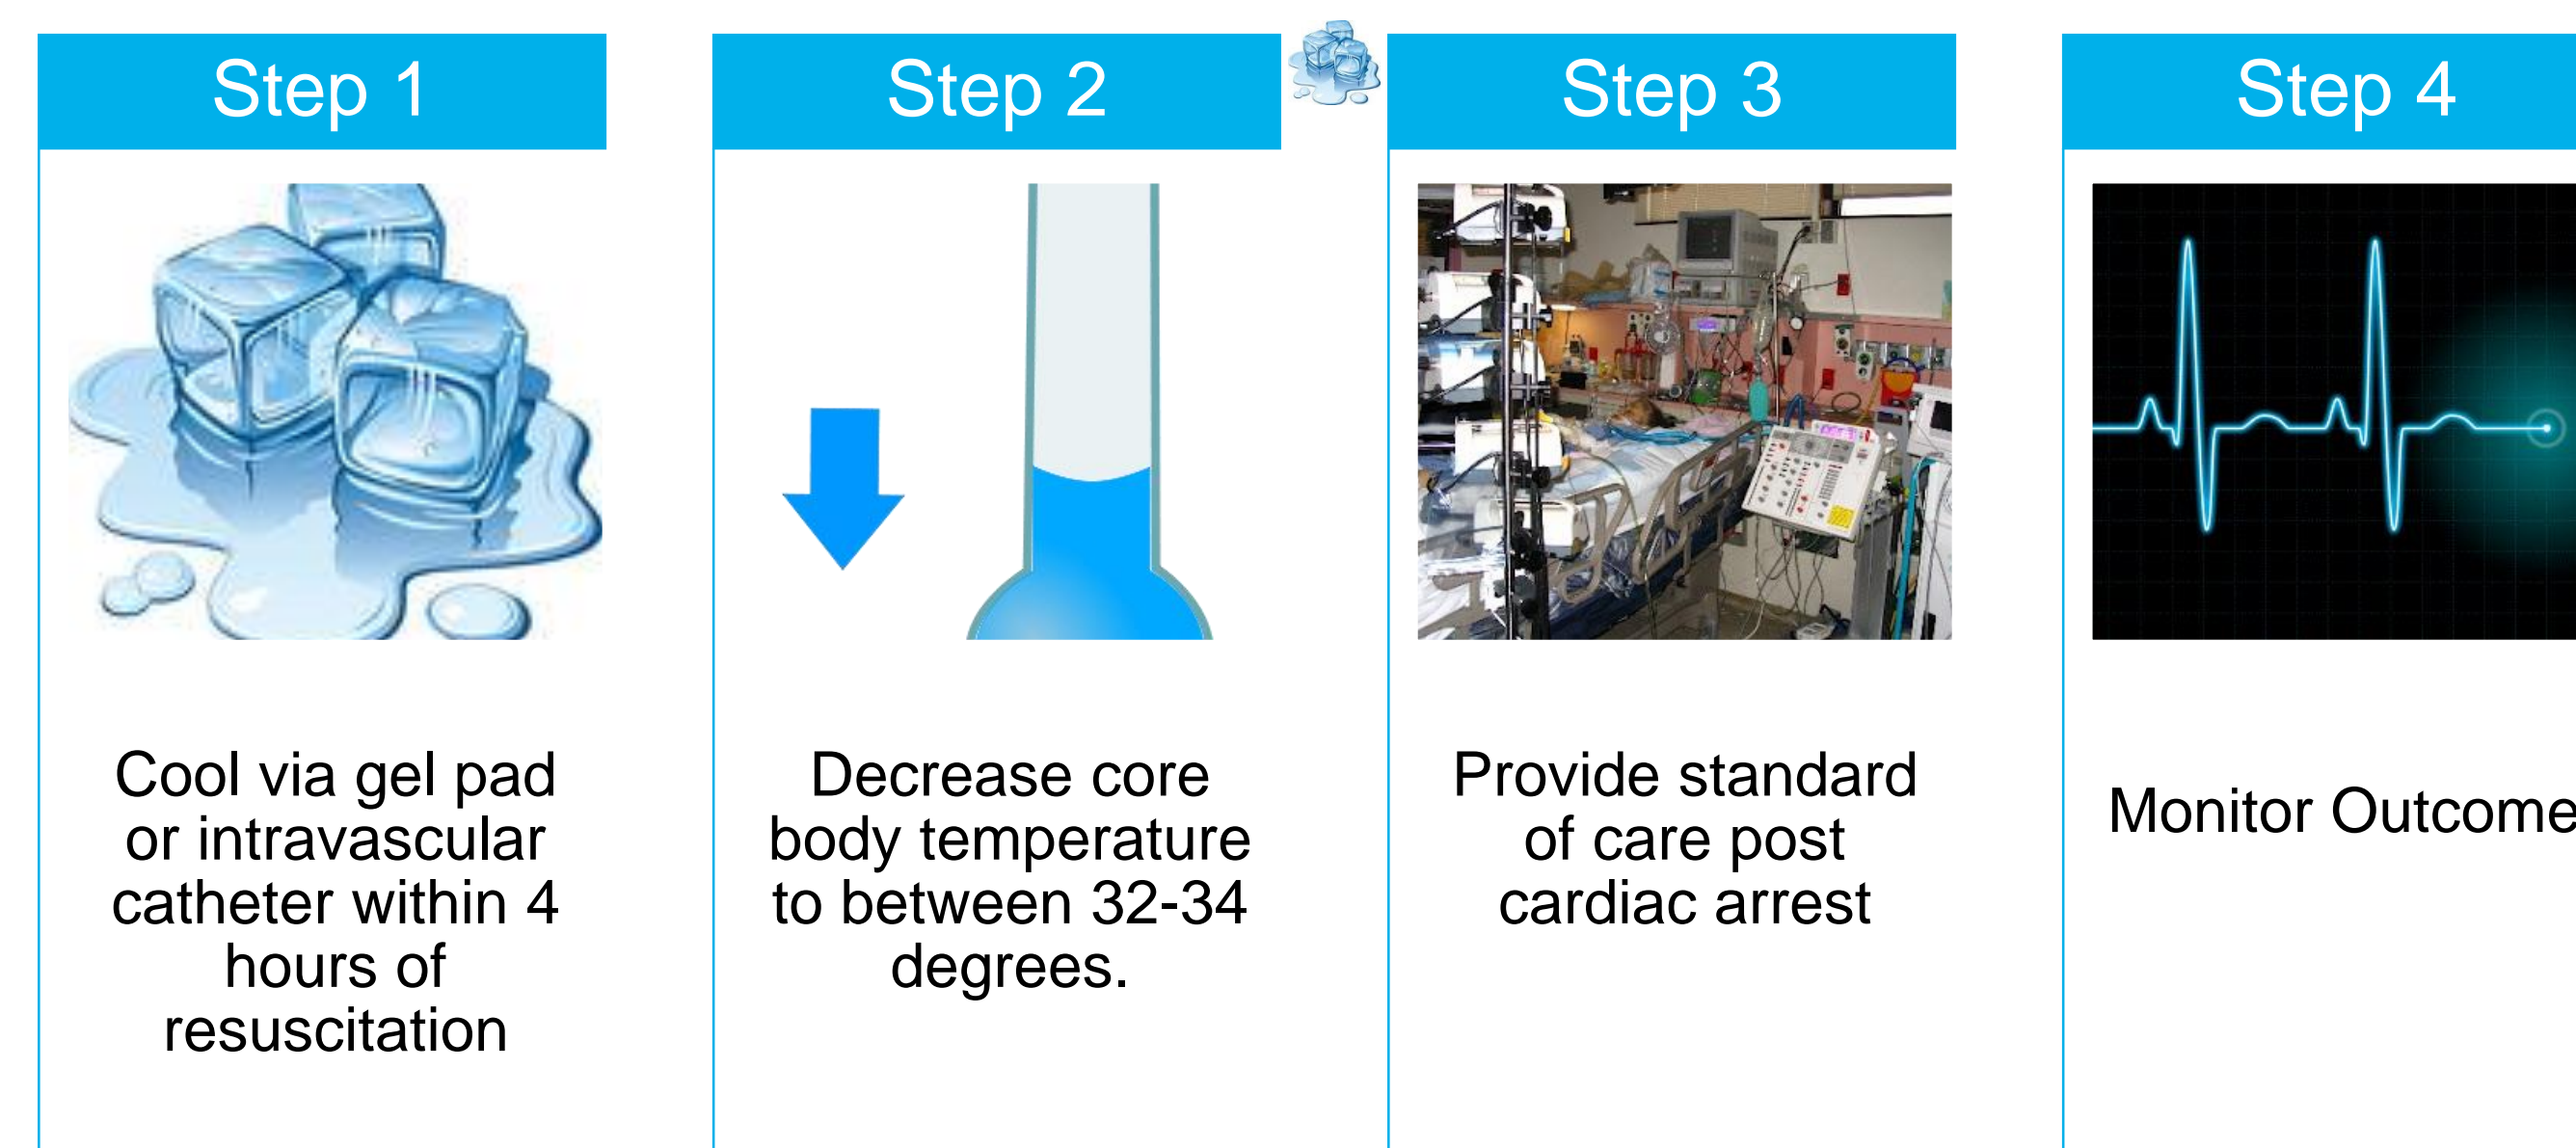 Step 1
Cool via gel pad
or intravascular
catheter within 4
hours of
resuscitation
Step 2
Decrease core
body temperature
to between 32-34
degrees.
Step 3
Provide standard
of care post
cardiac arrest
Step 4
Monitor Outcome